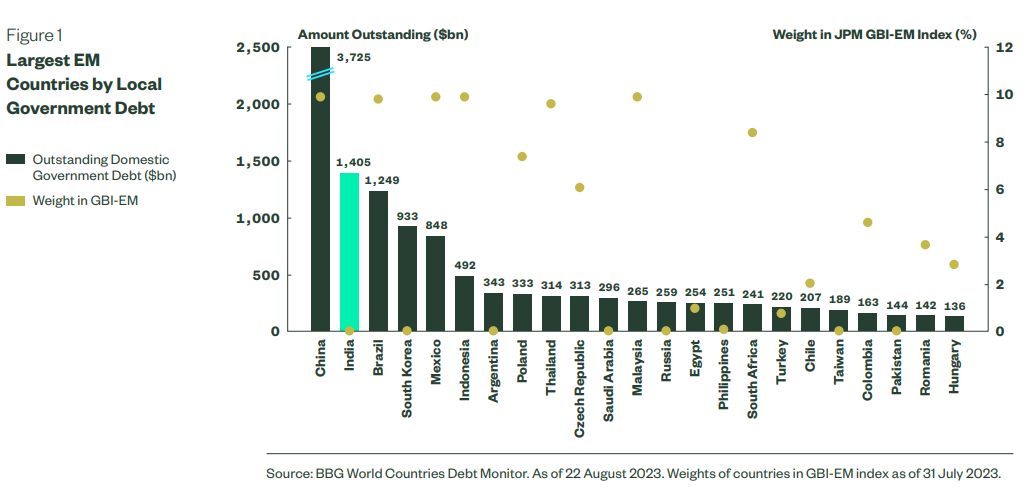 Figure 1
Largest EM
Countries by Local
Government Debt
Outstanding Domestic
Government Debt ($bn)
Weight in GBI-EM
Amount Outstanding ($bn)
Weight in JPM GBI-EM Index (%)
2,500
2,000
1,500
1,000
500
0
12
10
8
6
4
2
0
3,725
1,405
1,249
933
848
492
343
333
314
313
296
265
259
254
251
241
220
207
189
163
144
142
136
China
India
Brazil
South Korea
Mexico
Indonesia
Argentina
Poland
Thailand
Czech Republic
Saudi Arabia
Malaysia
Russia
Egypt
Philippines
South Africa
Turkey
Chile
Taiwan
Colombia
Pakistan
Romania
Hungary
Source: BBG World Countries Debt Monitor. As of 22 August 2023. Weights of countries in GBI-EM index as of 31 July 2023.